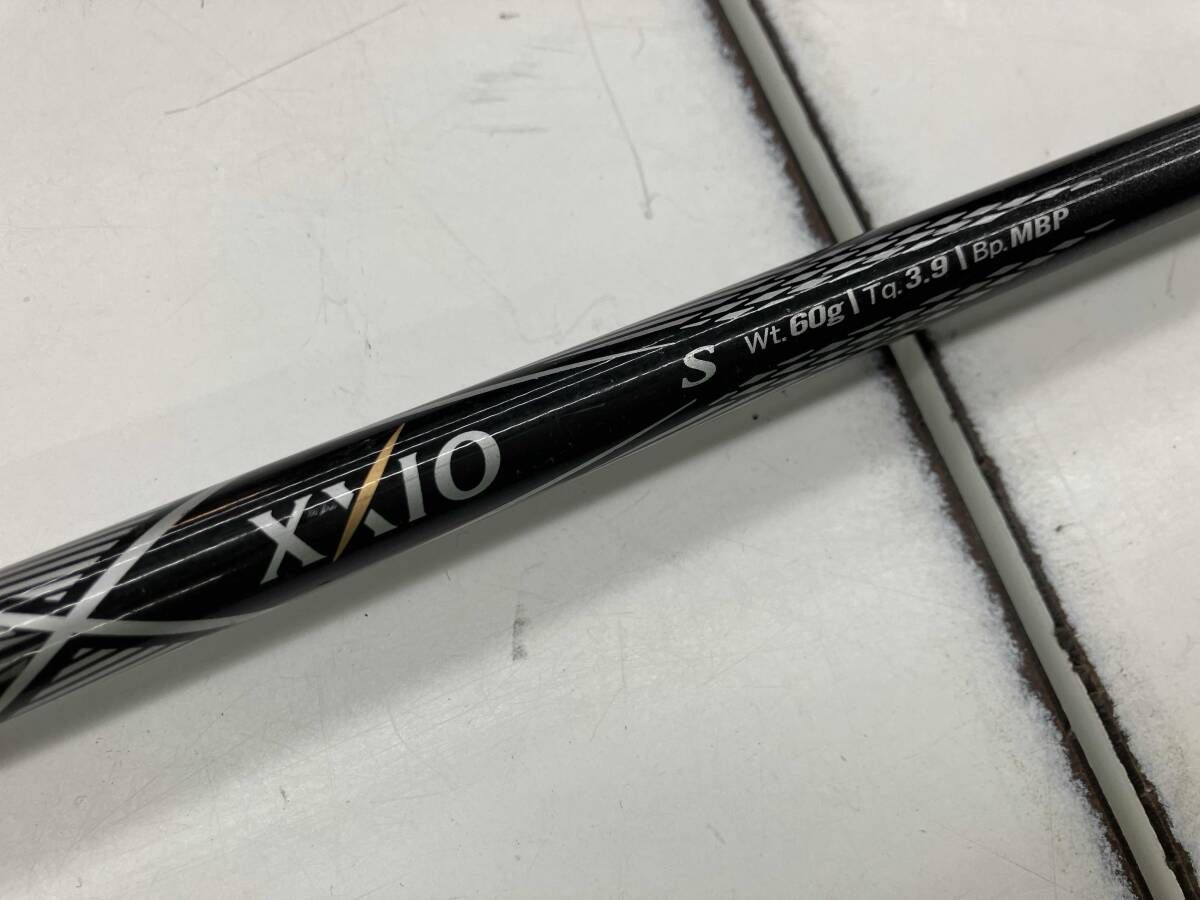 XXIO
S Wt.60g | Tq.3.9 | Bp.MBP